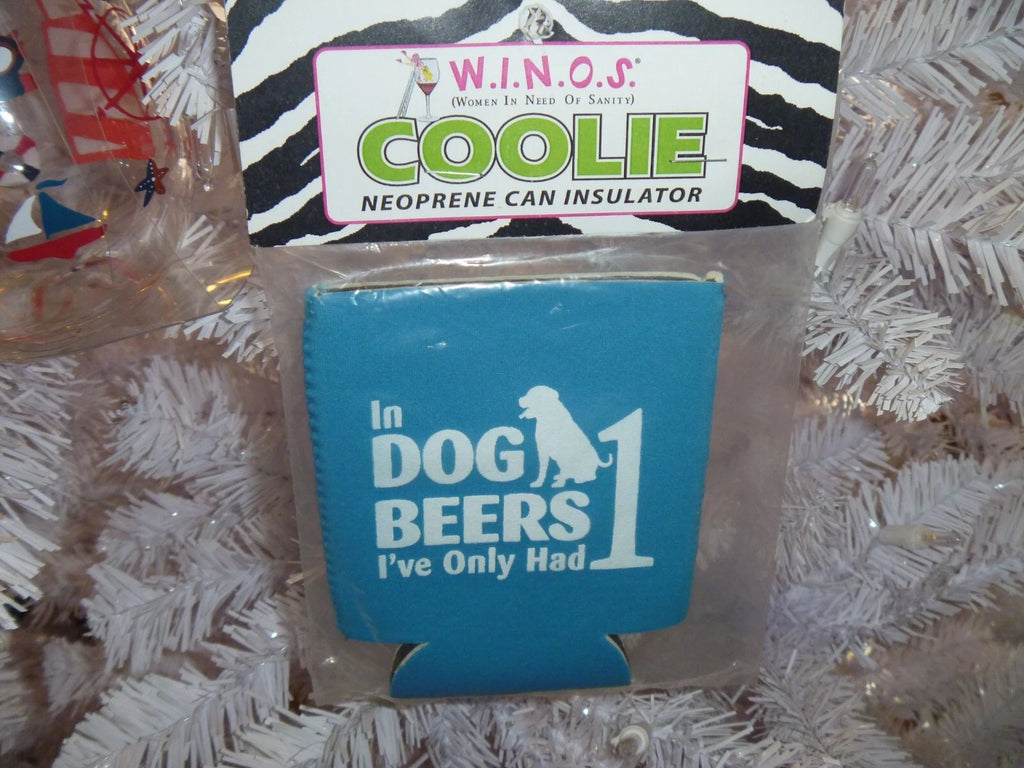 W.I.N.O.S.®
(Women In Need Of Sanity)
COOLIE
NEOPRENE CAN INSULATOR
In
DOG
BEERS 1
I've Only Had